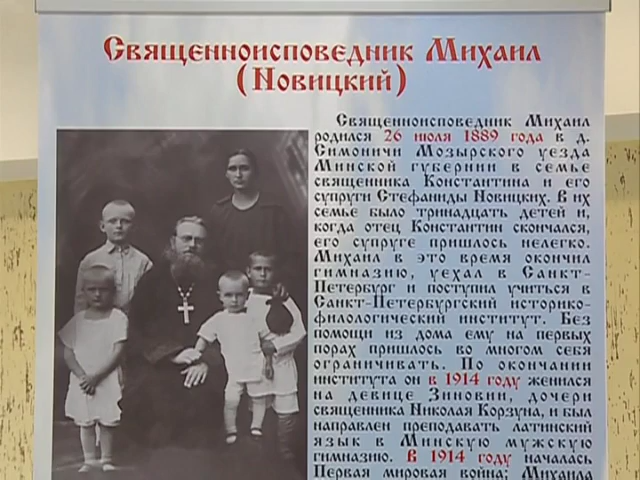 Священноисповедник Михаил
(Новицкий)
Священноисповедник Михаил
родился 26 июля 1889 года в д.
Симоничи Мозырского уезда
Минской губернии в семье
священника Константина и его
супруги Стефаниды Новицких. В их
семье было тринадцать детей и,
когда отец Константин скончался,
его супруге пришлось нелегко.
Михаил в это время окончил
гимназию, уехал в Санкт-
Петербург и поступил учиться в
Санкт-Петербургский историко-
филологический институт. Без
помощи из дома ему на первых
порах пришлось во многом себя
ограничивать. По окончании
института он в 1914 году женился
на девице Зиновии, дочери
священника Николая Корзуна, и был
направлен преподавать латинский
язык в Минскую мужскую
гимназию. В 1914 году началась
Первая мировая война; Михаила